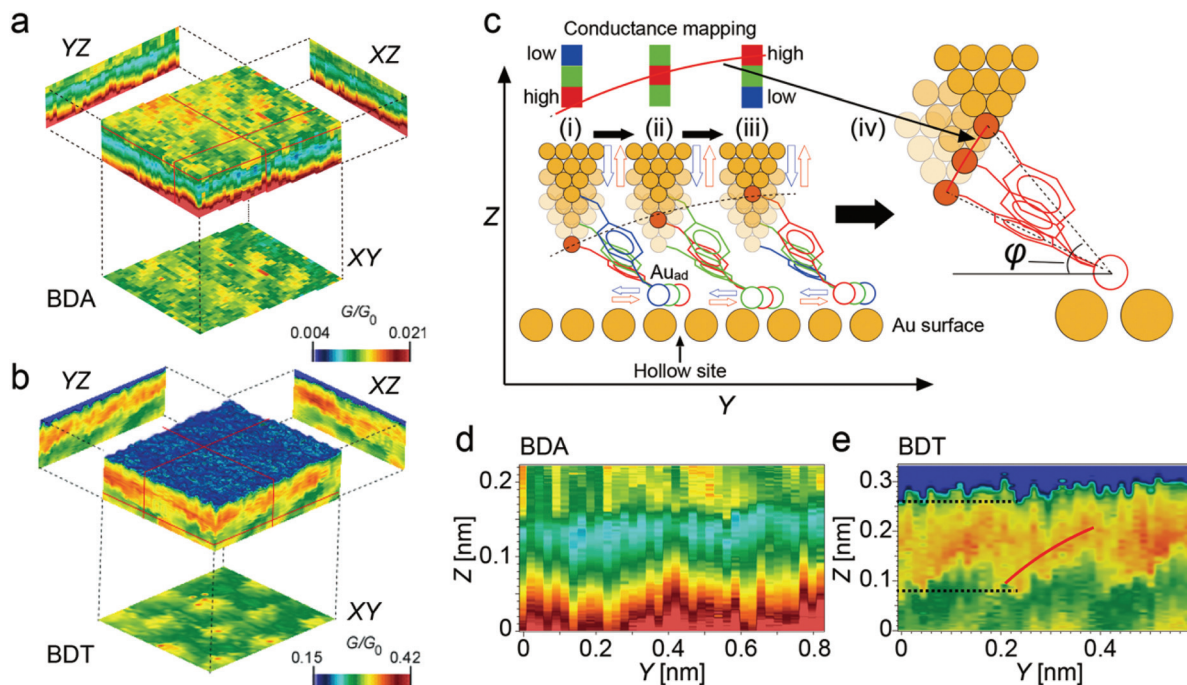 a
YZ
XZ
XY
BDA
G/G0
0.004 0.021
b
YZ
XZ
XY
BDT
G/G0
0.15 0.42
c
Conductance mapping
low
high
high
low
(i)
(ii)
(iii)
(iv)
Z
Auad
Au surface
Hollow site
Y
φ
d
BDA
Z [nm]
0.2
0.1
0
0 0.2 0.4 0.6 0.8
Y [nm]
e
BDT
Z [nm]
0.3
0.2
0.1
0
0 0.2 0.4
Y [nm]